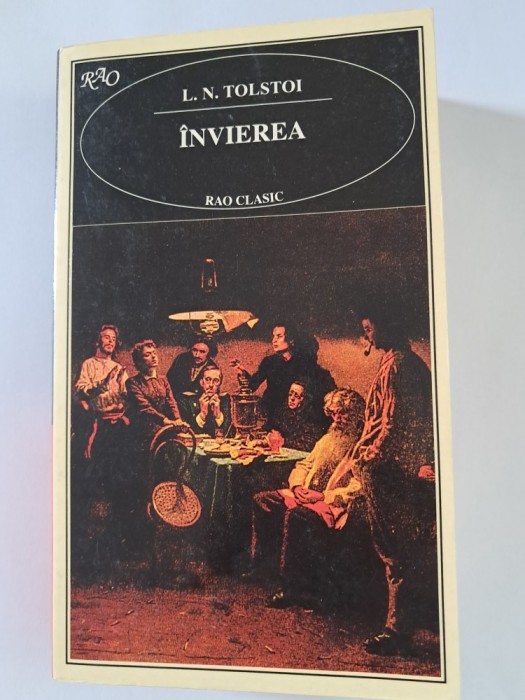 RAO
L. N. TOLSTOI
ÎNVIEREA
RAO CLASIC